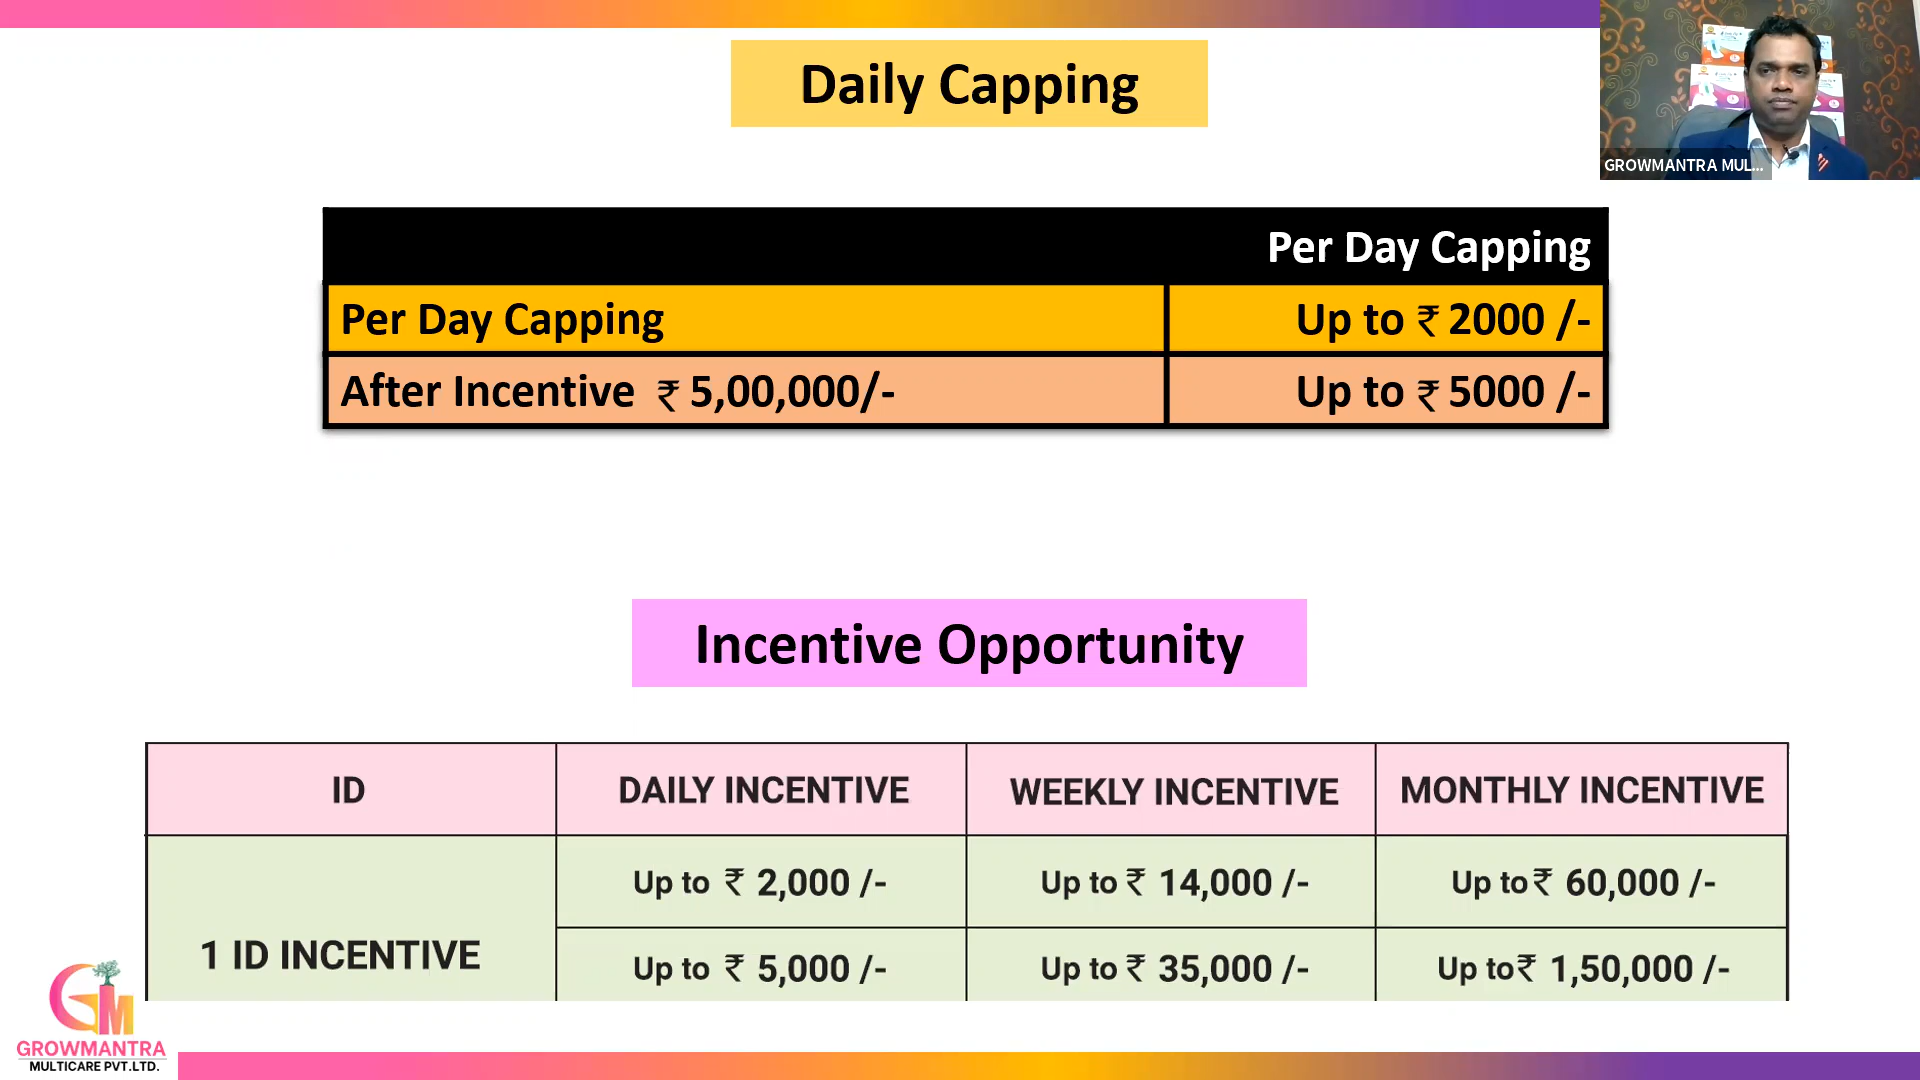 Daily Capping
GROWMANTRA MUL...
Per Day Capping
Per Day Capping Up to ₹ 2000 /-
After Incentive ₹ 5,00,000/- Up to ₹ 5000 /-
Incentive Opportunity
ID DAILY INCENTIVE WEEKLY INCENTIVE MONTHLY INCENTIVE
Up to ₹ 2,000 /- Up to ₹ 14,000 /- Up to ₹ 60,000 /-
1 ID INCENTIVE
Up to ₹ 5,000 /- Up to ₹ 35,000 /- Up to ₹ 1,50,000 /-
GM
GROWMANTRA
MULTICARE PVT.LTD.